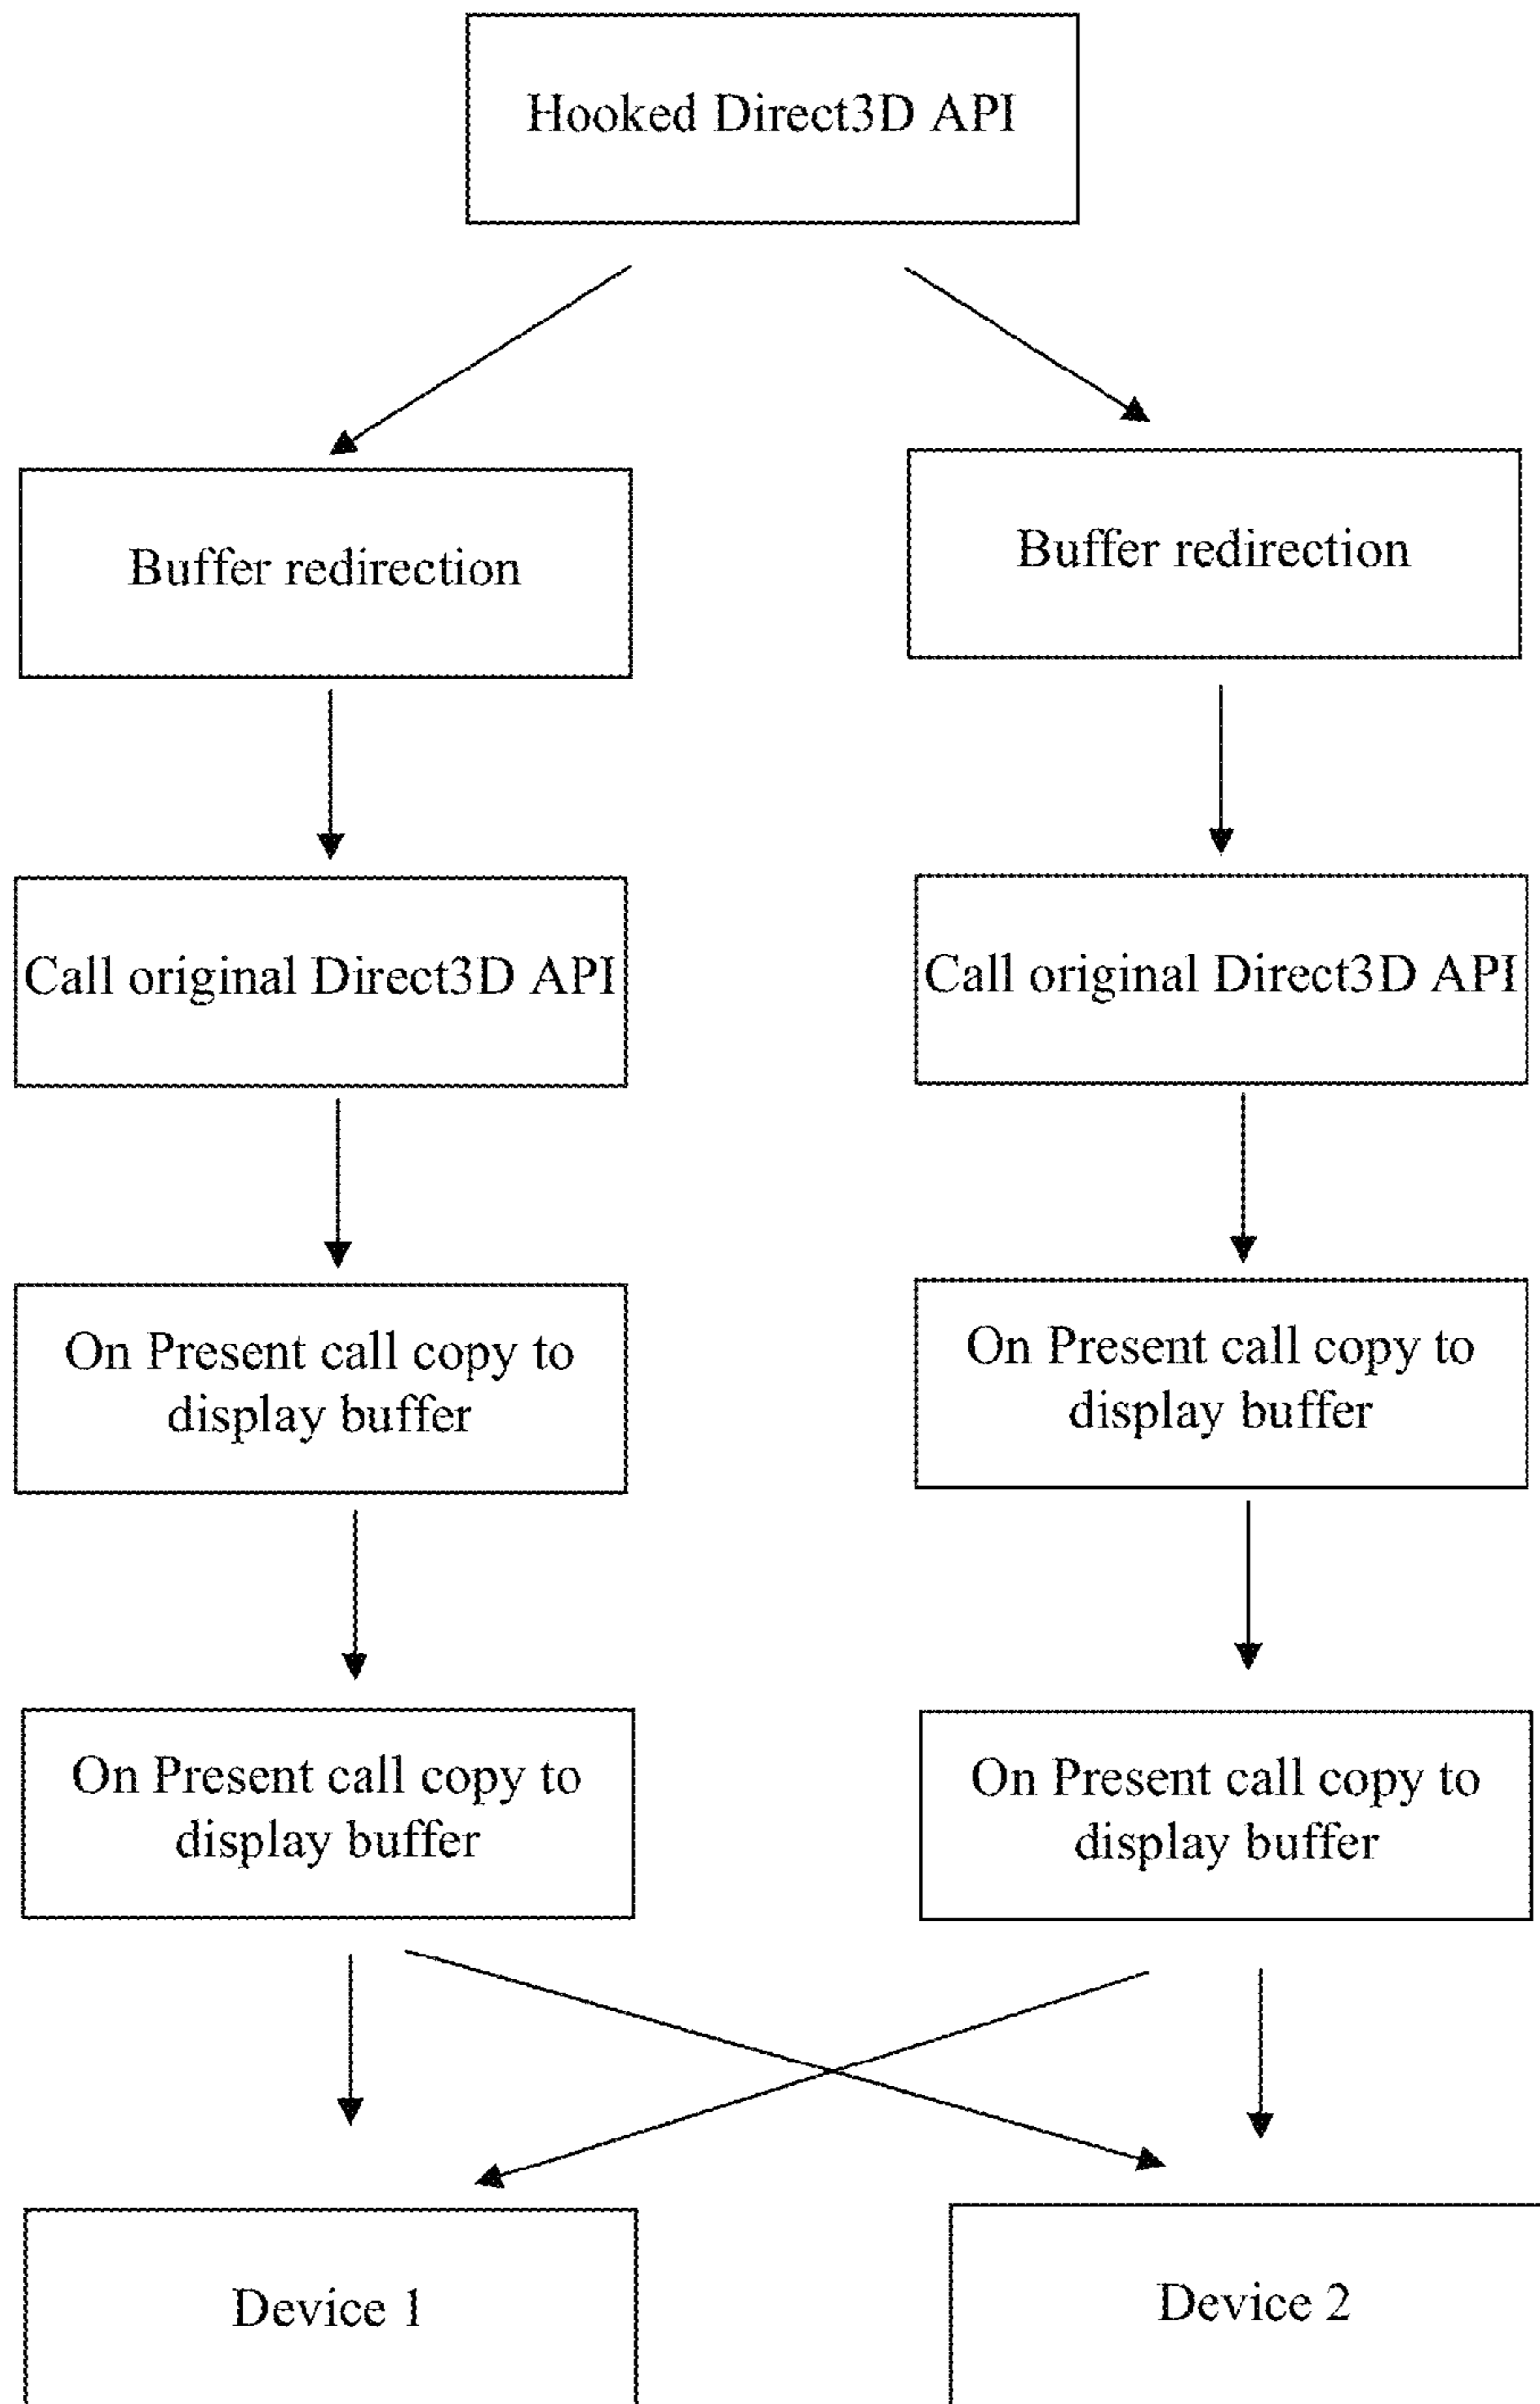 Hooked Direct3D API
Buffer redirection
Buffer redirection
Call original Direct3D API
Call original Direct3D API
On Present call copy to
display buffer
On Present call copy to
display buffer
On Present call copy to
display buffer
On Present call copy to
display buffer
Device 1
Device 2